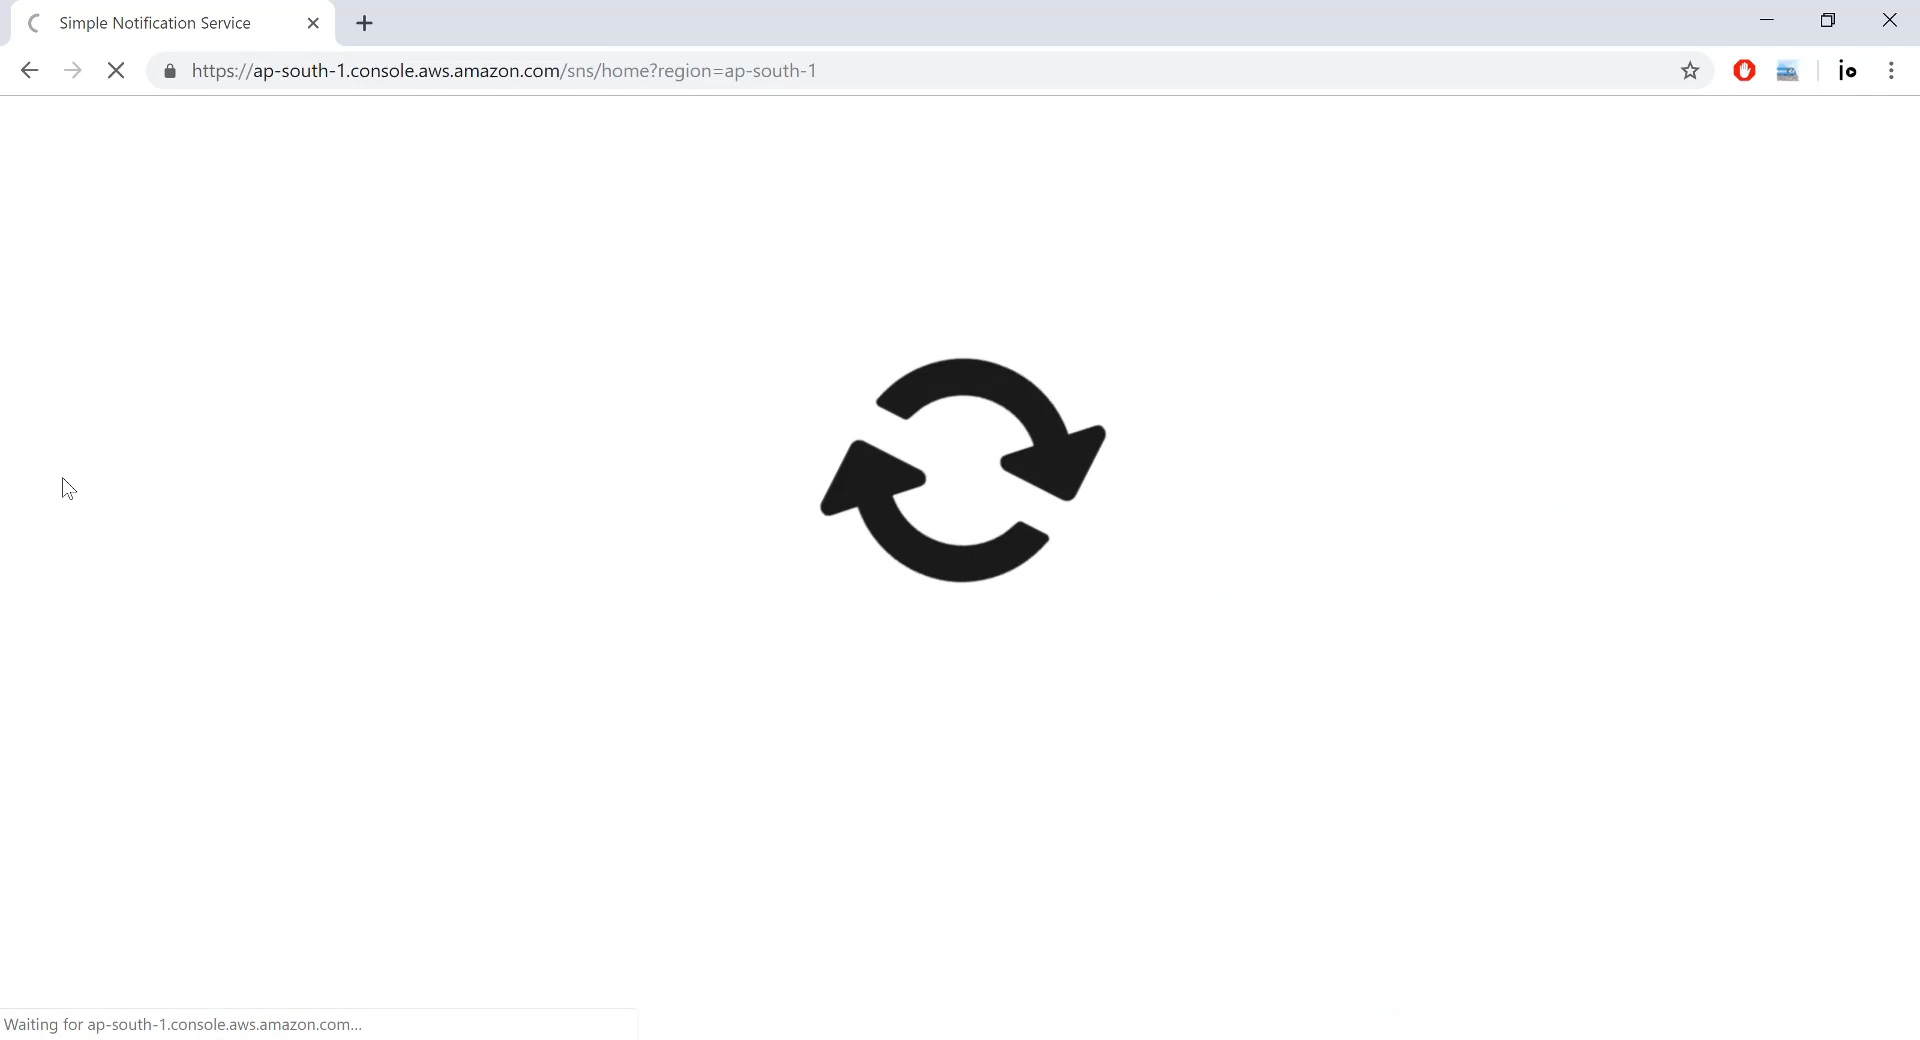 Simple Notification Service
https://ap-south-1.console.aws.amazon.com/sns/home?region=ap-south-1
Waiting for ap-south-1.console.aws.amazon.com...